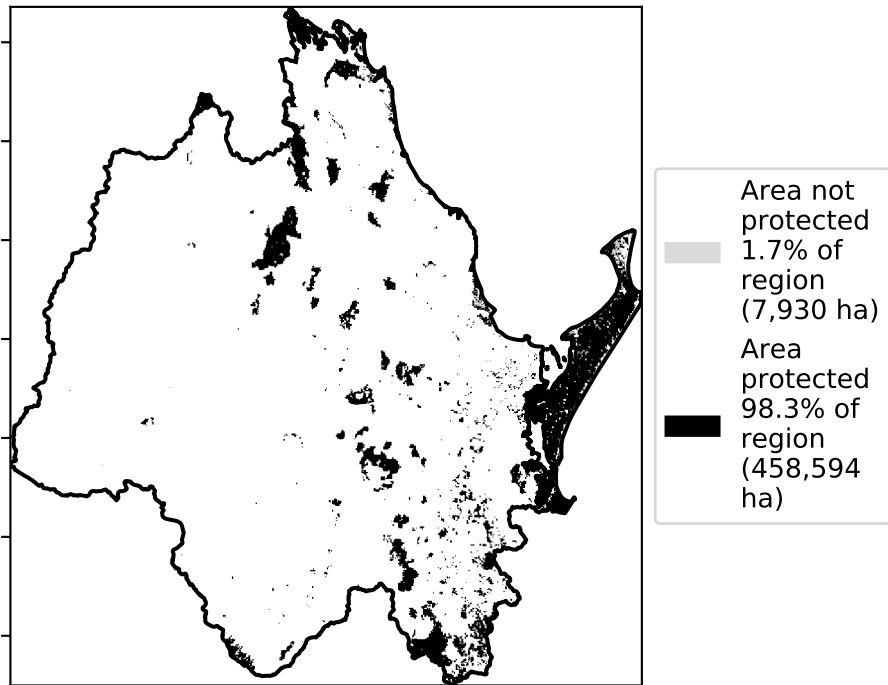 Area not
protected
1.7% of
region
(7,930 ha)
Area
protected
98.3% of
region
(458,594
ha)